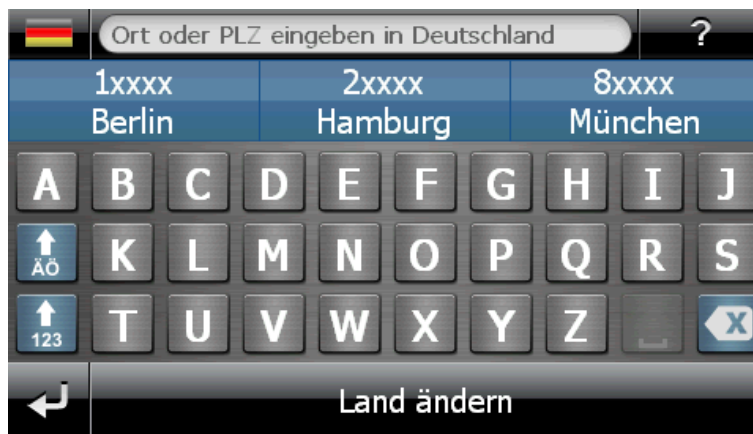 Ort oder PLZ eingeben in Deutschland
?
1xxxx 2xxxx 8xxxx
Berlin Hamburg München
A B C D E F G H I J
ÄÖ K L M N O P Q R S
123 T U V W X Y Z X
Land ändern